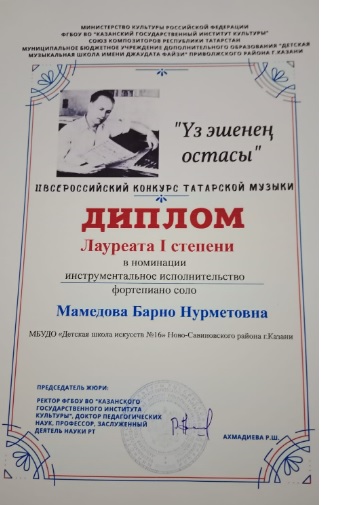 МИНИСТЕРСТВО КУЛЬТУРЫ РОССИЙСКОЙ ФЕДЕРАЦИИ
ФГБОУ ВО "КАЗАНСКИЙ ГОСУДАРСТВЕННЫЙ ИНСТИТУТ КУЛЬТУРЫ"
СОЮЗ КОМПОЗИТОРОВ РЕСПУБЛИКИ ТАТАРСТАН
МУНИЦИПАЛЬНОЕ БЮДЖЕТНОЕ УЧРЕЖДЕНИЕ ДОПОЛНИТЕЛЬНОГО ОБРАЗОВАНИЯ "ДЕТСКАЯ
МУЗЫКАЛЬНАЯ ШКОЛА ИМЕНИ ДЖАУДАТА ФАЙЗИ" ПРИВОЛЖСКОГО РАЙОНА Г.КАЗАНИ
"Үз эшенең
остасы"
II ВСЕРОССИЙСКИЙ КОНКУРС ТАТАРСКОЙ МУЗЫКИ
ДИПЛОМ
Лауреата I степени
в номинации
инструментальное исполнительство
фортепиано соло
Мамедова Барно Нурметовна
МБУДО «Детская школа искусств №16» Ново-Савиновского района г.Казани
ПРЕДСЕДАТЕЛЬ ЖЮРИ:
РЕКТОР ФГБОУ ВО "КАЗАНСКОГО
ГОСУДАРСТВЕННОГО ИНСТИТУТА
КУЛЬТУРЫ", ДОКТОР ПЕДАГОГИЧЕСКИХ
НАУК, ПРОФЕССОР, ЗАСЛУЖЕННЫЙ
ДЕЯТЕЛЬ НАУКИ РТ
АХМАДИЕВА Р.Ш.